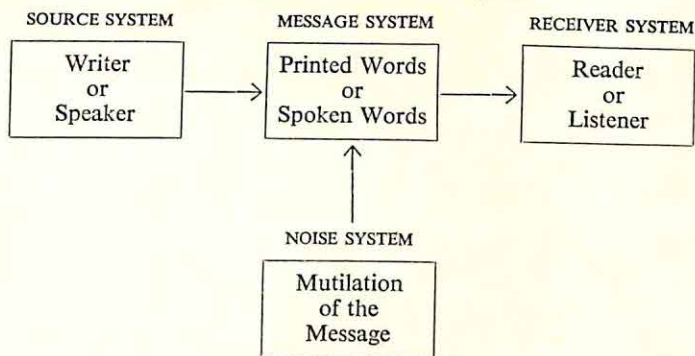 SOURCE SYSTEM
Writer
or
Speaker
MESSAGE SYSTEM
Printed Words
or
Spoken Words
RECEIVER SYSTEM
Reader
or
Listener
NOISE SYSTEM
Mutilation
of the
Message